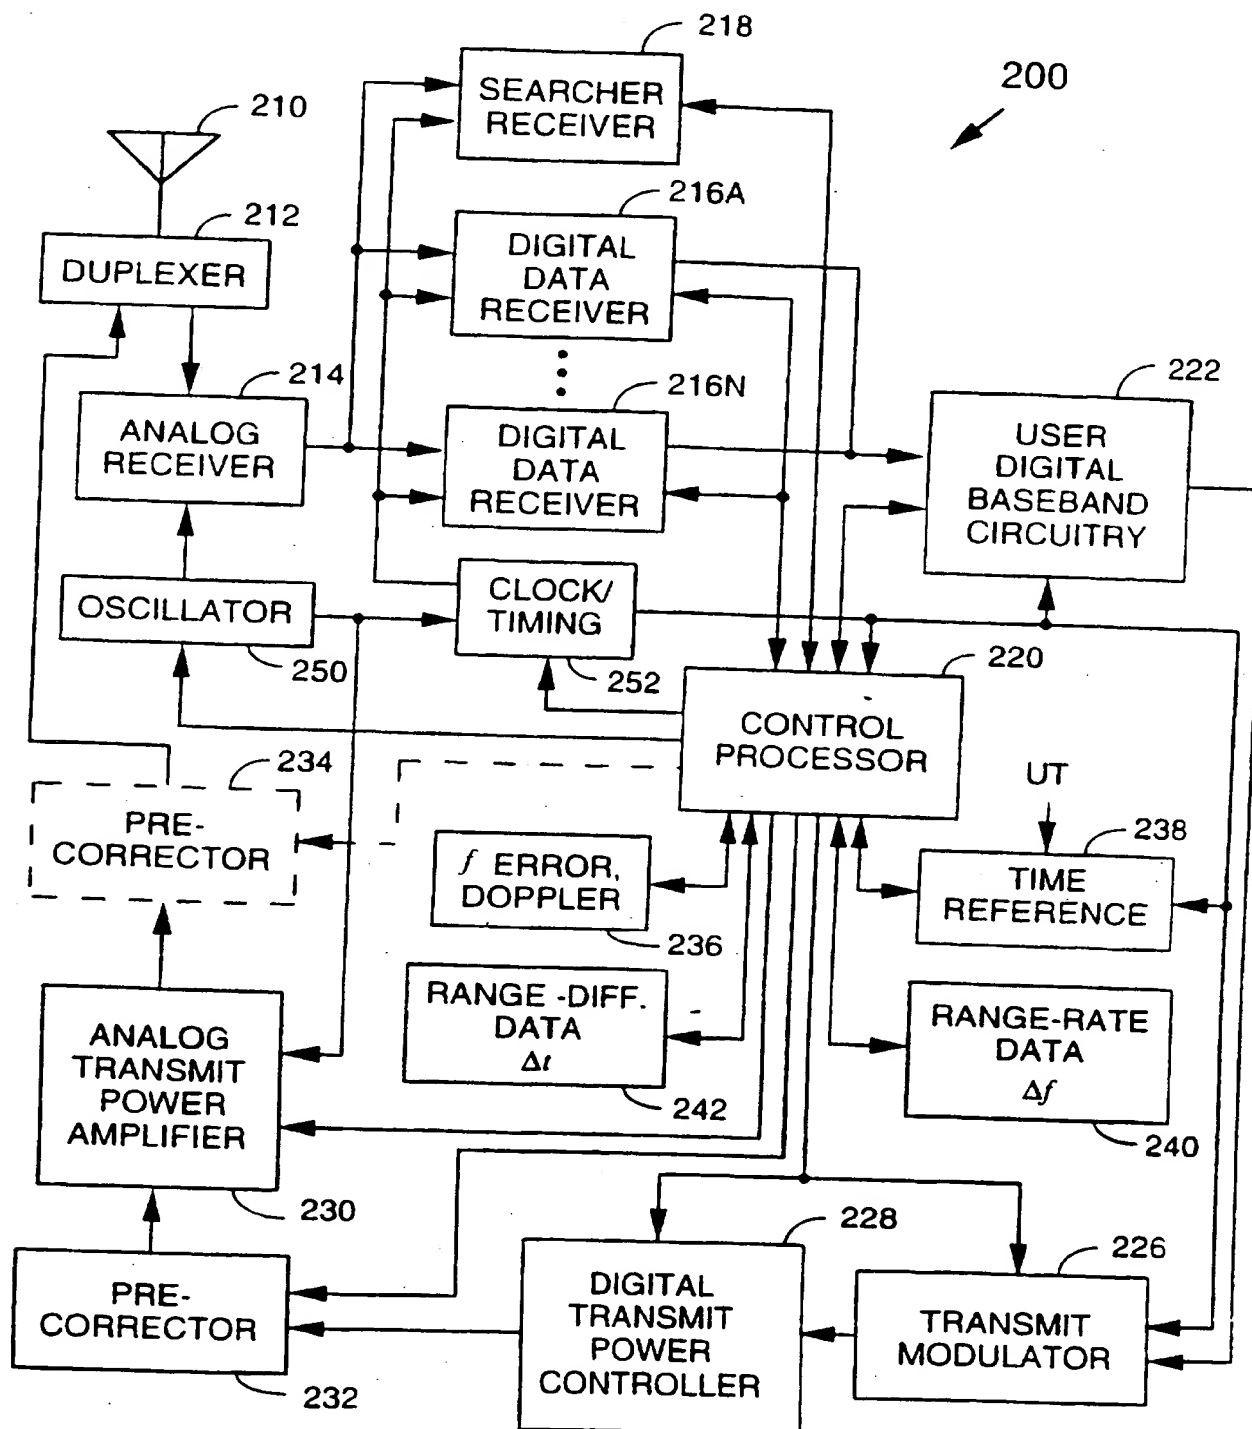 218
200
SEARCHER
RECEIVER
210
216A
212
DIGITAL
DATA
RECEIVER
DUPLEXER
214
216N
222
ANALOG
RECEIVER
DIGITAL
DATA
RECEIVER
USER
DIGITAL
BASEBAND
CIRCUITRY
OSCILLATOR
CLOCK/
TIMING
250
252
220
CONTROL
PROCESSOR
234
UT
PRE-
CORRECTOR
238
f ERROR,
DOPPLER
TIME
REFERENCE
236
RANGE -DIFF.
DATA
Δt
RANGE-RATE
DATA
Δf
ANALOG
TRANSMIT
POWER
AMPLIFIER
242
240
230
228
226
PRE-
CORRECTOR
DIGITAL
TRANSMIT
POWER
CONTROLLER
TRANSMIT
MODULATOR
232